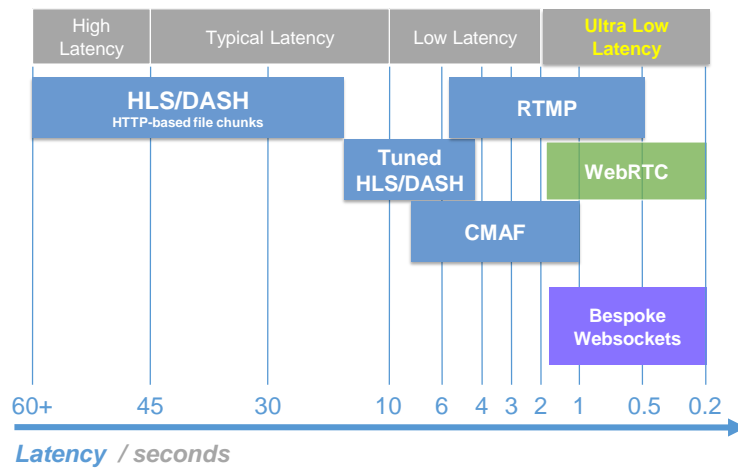 High
Latency
Typical Latency
Low Latency
Ultra Low
Latency
HLS/DASH
HTTP-based file chunks
RTMP
Tuned
HLS/DASH
WebRTC
CMAF
Bespoke
Websockets
60+ 45 30 10 6 4 3 2 1 0.5 0.2
Latency / seconds